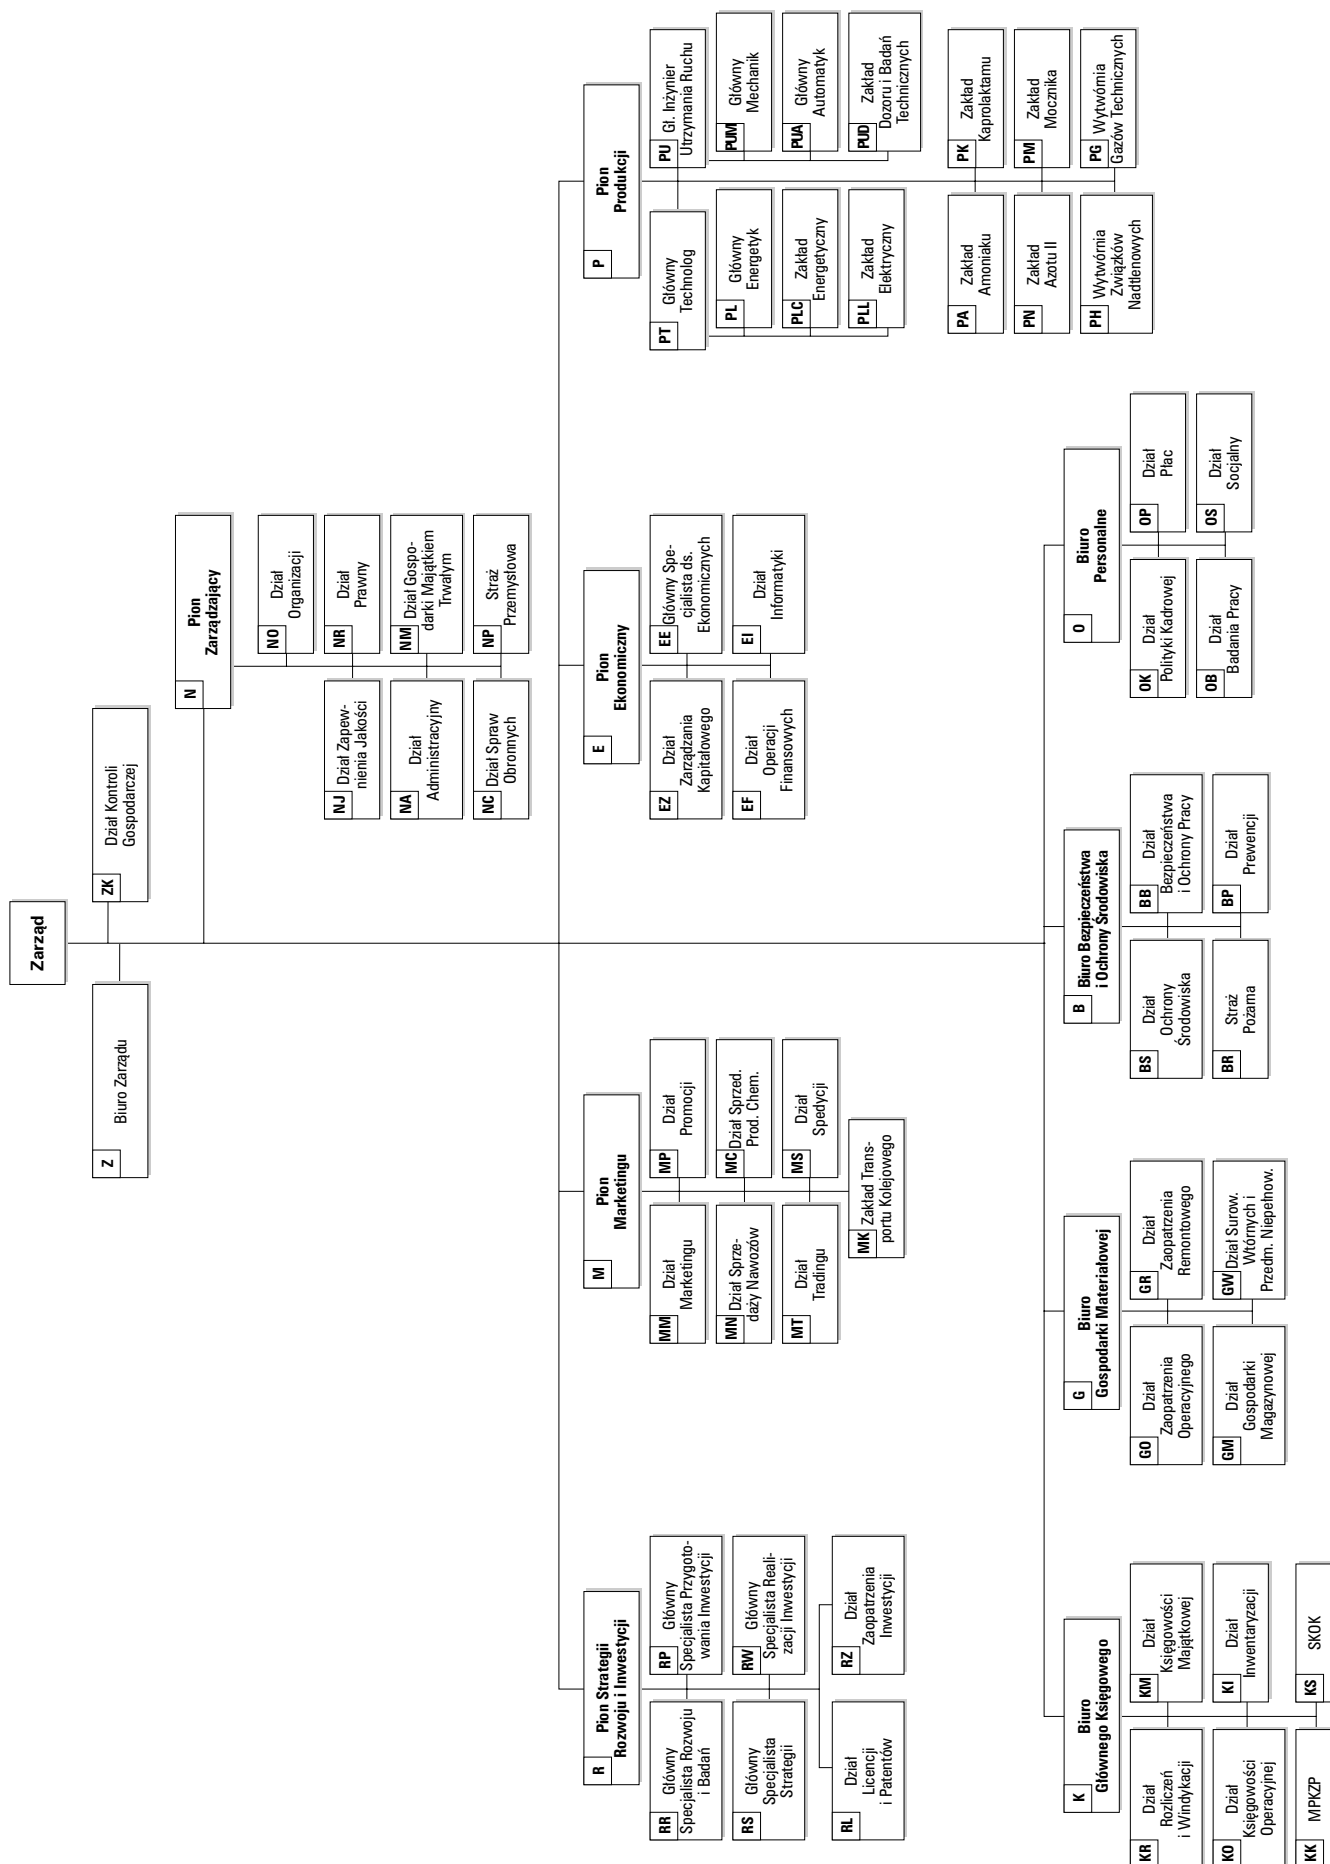 Zarząd
Z
Biuro Zarządu
ZK
Dział Kontroli
Gospodarczej
N
Pion
Zarządzający
NO
Dział
Organizacji
NJ
Dział Zapew-
nienia Jakości
NR
Dział
Prawny
NA
Dział
Administracyjny
NM
Dział Gospo-
darki Majątkiem
Trwałym
NC
Dział Spraw
Obronnych
NP
Straż
Przemysłowa
R
Pion Strategii
Rozwoju i Inwestycji
RR
Główny
Specjalista Rozwoju
i Badań
RP
Główny
Specjalista Przygoto-
wania Inwestycji
RS
Główny
Specjalista
Strategii
RW
Główny
Specjalista Reali-
zacji Inwestycji
RL
Dział
Licencji
i Patentów
RZ
Dział
Zaopatrzenia
Inwestycji
M
Pion
Marketingu
MM
Dział
Marketingu
MP
Dział
Promocji
MN
Dział Sprze-
daży Nawozów
MC
Dział Sprzed.
Prod. Chem.
MT
Dział
Tradingu
MS
Dział
Spedycji
MK
Zakład Trans-
portu Kolejowego
E
Pion
Ekonomiczny
EZ
Dział
Zarządzania
Kapitałowego
EE
Główny Spe-
cjalista ds.
Ekonomicznych
EF
Dział
Operacji
Finansowych
EI
Dział
Informatyki
P
Pion
Produkcji
PT
Główny
Technolog
PU
Gł. Inżynier
Utrzymania Ruchu
PL
Główny
Energetyk
PUM
Główny
Mechanik
PLC
Zakład
Energetyczny
PUA
Główny
Automatyk
PLL
Zakład
Elektryczny
PUD
Zakład
Dozoru i Badań
Technicznych
PA
Zakład
Amoniaku
PK
Zakład
Kaprolaktamu
PN
Zakład
Azotu II
PM
Zakład
Mocznika
PH
Wytwórnia
Związków
Nadtlenowych
PG
Wytwórnia
Gazów Technicznych
K
Biuro
Głównego Księgowego
KR
Dział
Rozliczeń
i Windykacji
KM
Dział
Księgowości
Majątkowej
KO
Dział
Księgowości
Operacyjnej
KI
Dział
Inwentaryzacji
KK
MPKZP
KS
SKOK
G
Biuro
Gospodarki Materiałowej
GO
Dział
Zaopatrzenia
Operacyjnego
GR
Dział
Zaopatrzenia
Remontowego
GM
Dział
Gospodarki
Magazynowej
GW
Dział Surow.
Wtórnych i
Przedm. Niepełnow.
B
Biuro Bezpieczeństwa
i Ochrony Środowiska
BS
Dział
Ochrony
Środowiska
BB
Dział
Bezpieczeństwa
i Ochrony Pracy
BR
Straż
Pożarna
BP
Dział
Prewencji
O
Biuro
Personalne
OK
Dział
Polityki Kadrowej
OP
Dział
Płac
OB
Dział
Badania Pracy
OS
Dział
Socjalny